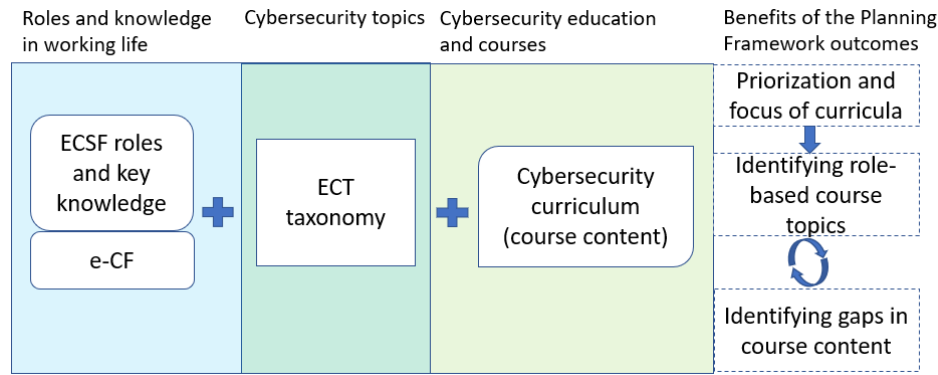 Roles and knowledge
in working life
Cybersecurity topics
Cybersecurity education
and courses
Benefits of the Planning
Framework outcomes
ECSF roles
and key
knowledge
e-CF
ECT
taxonomy
Cybersecurity
curriculum
(course content)
Priorization and
focus of curricula
Identifying role-
based course
topics
Identifying gaps in
course content